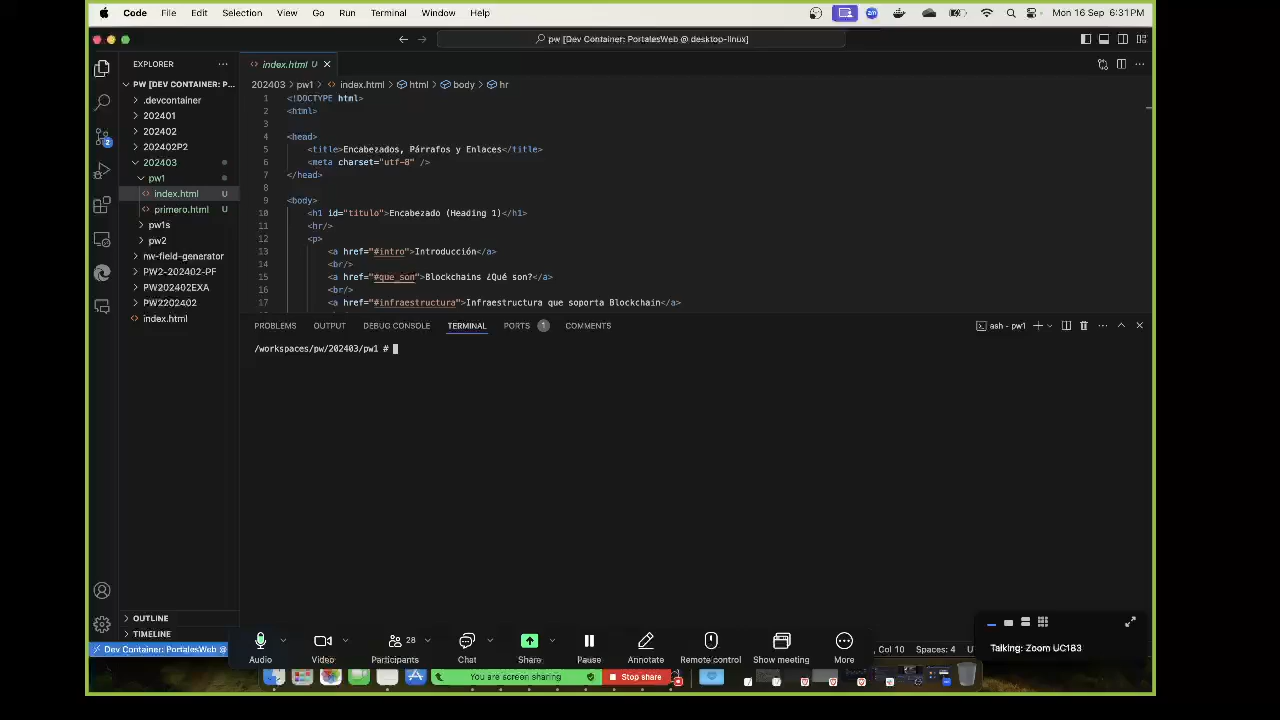 Code File Edit Selection View Go Run Terminal Window Help
zm
Mon 16 Sep 6:31PM
pw [Dev Container: PortalesWeb @ desktop-linux]
EXPLORER
PW [DEV CONTAINER: P...
.devcontainer
202401
202402
202402P2
202403
pw1
index.html U
primero.html U
pw1s
pw2
nw-field-generator
PW2-202402-PF
PW202402EXA
PW2202402
index.html
OUTLINE
TIMELINE
2
index.html U
202403 > pw1 > index.html > html > body > hr
1 <!DOCTYPE html>
2 <html>
3
4 <head>
5 <title>Encabezados, Párrafos y Enlaces</title>
6 <meta charset="utf-8" />
7 </head>
8
9 <body>
10 <h1 id="titulo">Encabezado (Heading 1)</h1>
11 <hr/>
12 <p>
13 <a href="#intro">Introducción</a>
14 <br/>
15 <a href="#que_son">Blockchains ¿Qué son?</a>
16 <br/>
17 <a href="#infraestructura">Infraestructura que soporta Blockchain</a>
PROBLEMS OUTPUT DEBUG CONSOLE TERMINAL PORTS 1 COMMENTS
ash - pw1
/workspaces/pw/202403/pw1 #
Dev Container: PortalesWeb @
, Col 10 Spaces: 4 U
28
Audio Video Participants Chat Share Pause Annotate Remote control Show meeting More
Talking: Zoom UC183
You are screen sharing
Stop share